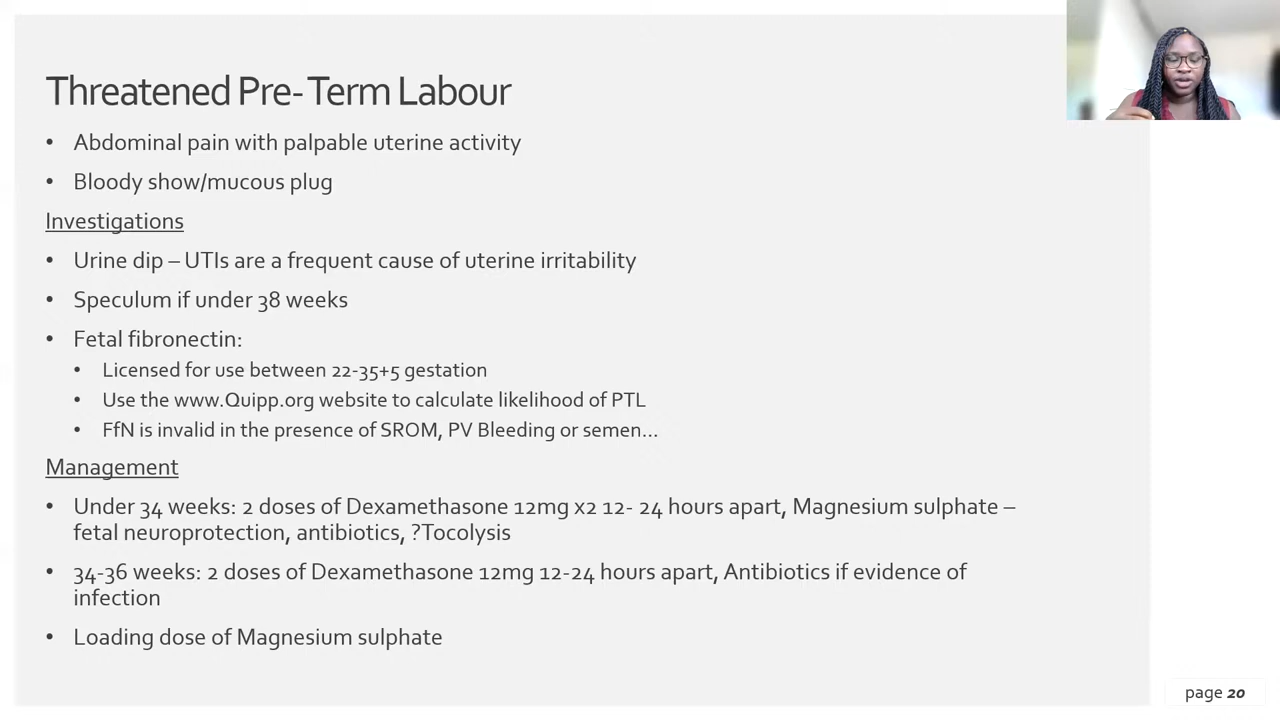 Threatened Pre- Term Labour
• Abdominal pain with palpable uterine activity
• Bloody show/mucous plug
Investigations
• Urine dip – UTIs are a frequent cause of uterine irritability
• Speculum if under 38 weeks
• Fetal fibronectin:
• Licensed for use between 22-35+5 gestation
• Use the www.Quipp.org website to calculate likelihood of PTL
• FfN is invalid in the presence of SROM, PV Bleeding or semen...
Management
• Under 34 weeks: 2 doses of Dexamethasone 12mg x2 12- 24 hours apart, Magnesium sulphate –
fetal neuroprotection, antibiotics, ?Tocolysis
• 34-36 weeks: 2 doses of Dexamethasone 12mg 12-24 hours apart, Antibiotics if evidence of
infection
• Loading dose of Magnesium sulphate
page 20